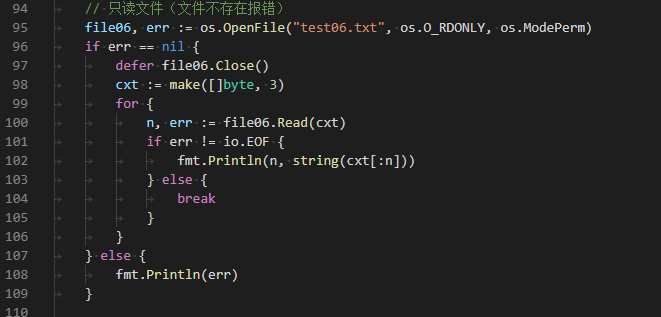 94 // 只读文件（文件不存在报错）
95 file06, err := os.OpenFile("test06.txt", os.O_RDONLY, os.ModePerm)
96 if err == nil {
97 defer file06.Close()
98 cxt := make([]byte, 3)
99 for {
100 n, err := file06.Read(cxt)
101 if err != io.EOF {
102 fmt.Println(n, string(cxt[:n]))
103 } else {
104 break
105 }
106 }
107 } else {
108 fmt.Println(err)
109 }
110